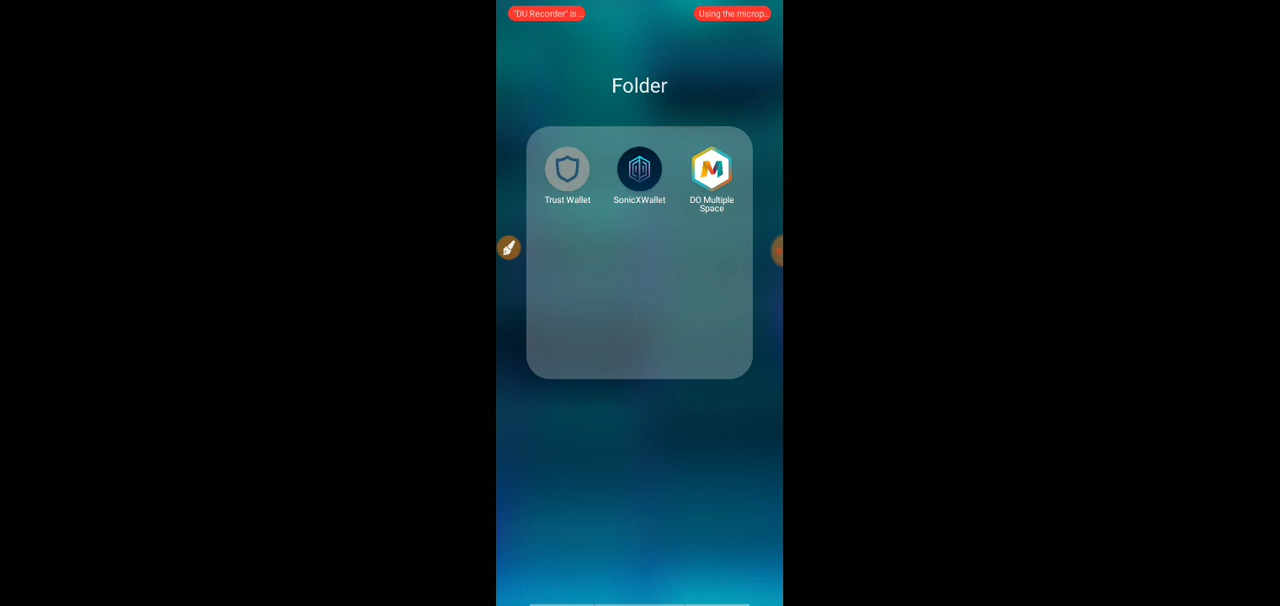 "DU Recorder" is ...
Using the microp...
Folder
Trust Wallet
SonicXWallet
DO Multiple
Space